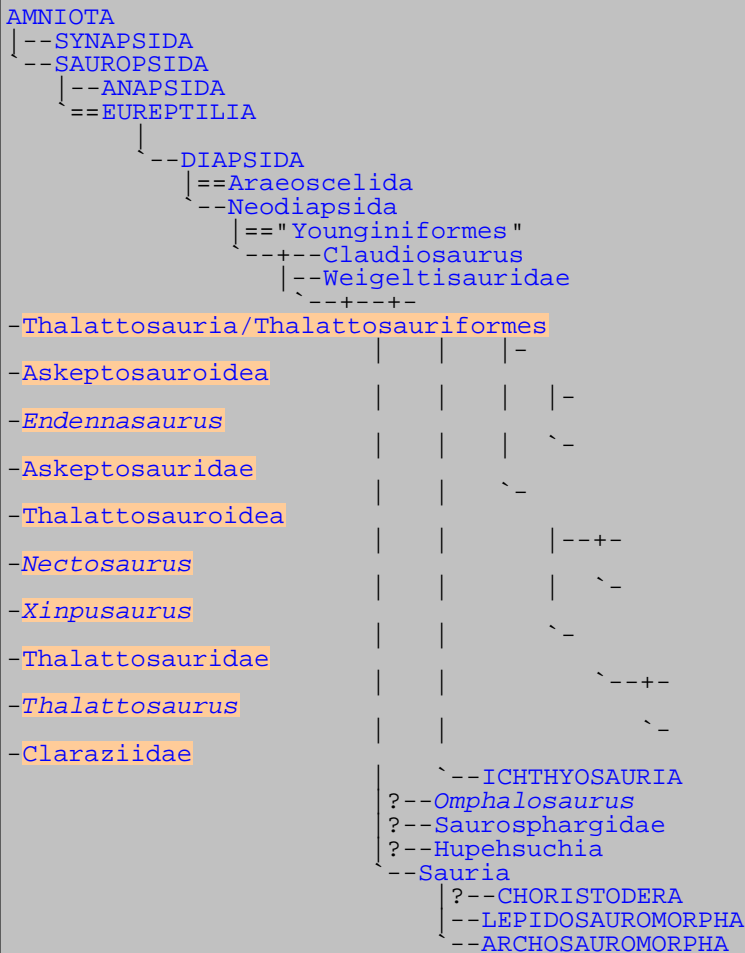 AMNIOTA
|--SYNAPSIDA
`--SAUROPSIDA
   |--ANAPSIDA
   `==EUREPTILIA
        |
        `--DIAPSIDA
           |==Araeoscelida
           `--Neodiapsida
              |=="Younginiformes"
              `--+--Claudiosaurus
                 |--Weigeltisauridae
                  `--+--+-
-Thalattosauria/Thalattosauriformes
                       |   |   |-
-Askeptosauroidea
                       |   |   |  |-
-Endennasaurus
                       |   |   |  `-
-Askeptosauridae
                       |   |   `-
-Thalattosauroidea
                       |   |      |--+-
-Nectosaurus
                       |   |      |  `-
-Xinpusaurus
                       |   |      `-
-Thalattosauridae
                       |   |         `--+-
-Thalattosaurus
                       |   |            `-
-Claraziidae
                       |   `--ICHTHYOSAURIA
                       |?--Omphalosaurus
                       |?--Saurosphargidae
                       |?--Hupehsuchia
                       `--Sauria
                           |?--CHORISTODERA
                           |--LEPIDOSAUROMORPHA
                           `--ARCHOSAUROMORPHA